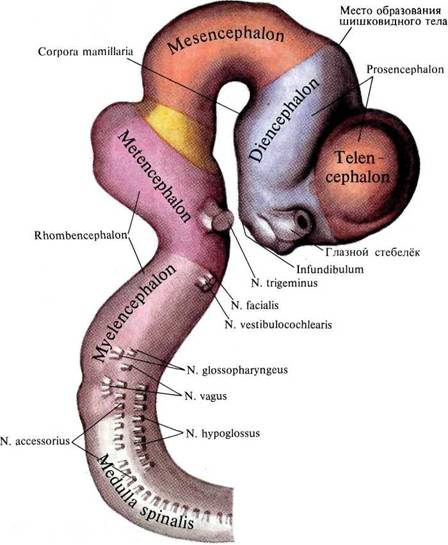 Место образования
шишковидного тела
Mesencephalon
Corpora mamillaria
Prosencephalon
Diencephalon
Metencephalon
Telen-
cephalon
Rhombencephalon
Глазной стебелёк
Infundibulum
N. trigeminus
Myelencephalon
N. facialis
N. vestibulocochlearis
N. glossopharyngeus
N. vagus
N. accessorius
N. hypoglossus
Medulla spinalis